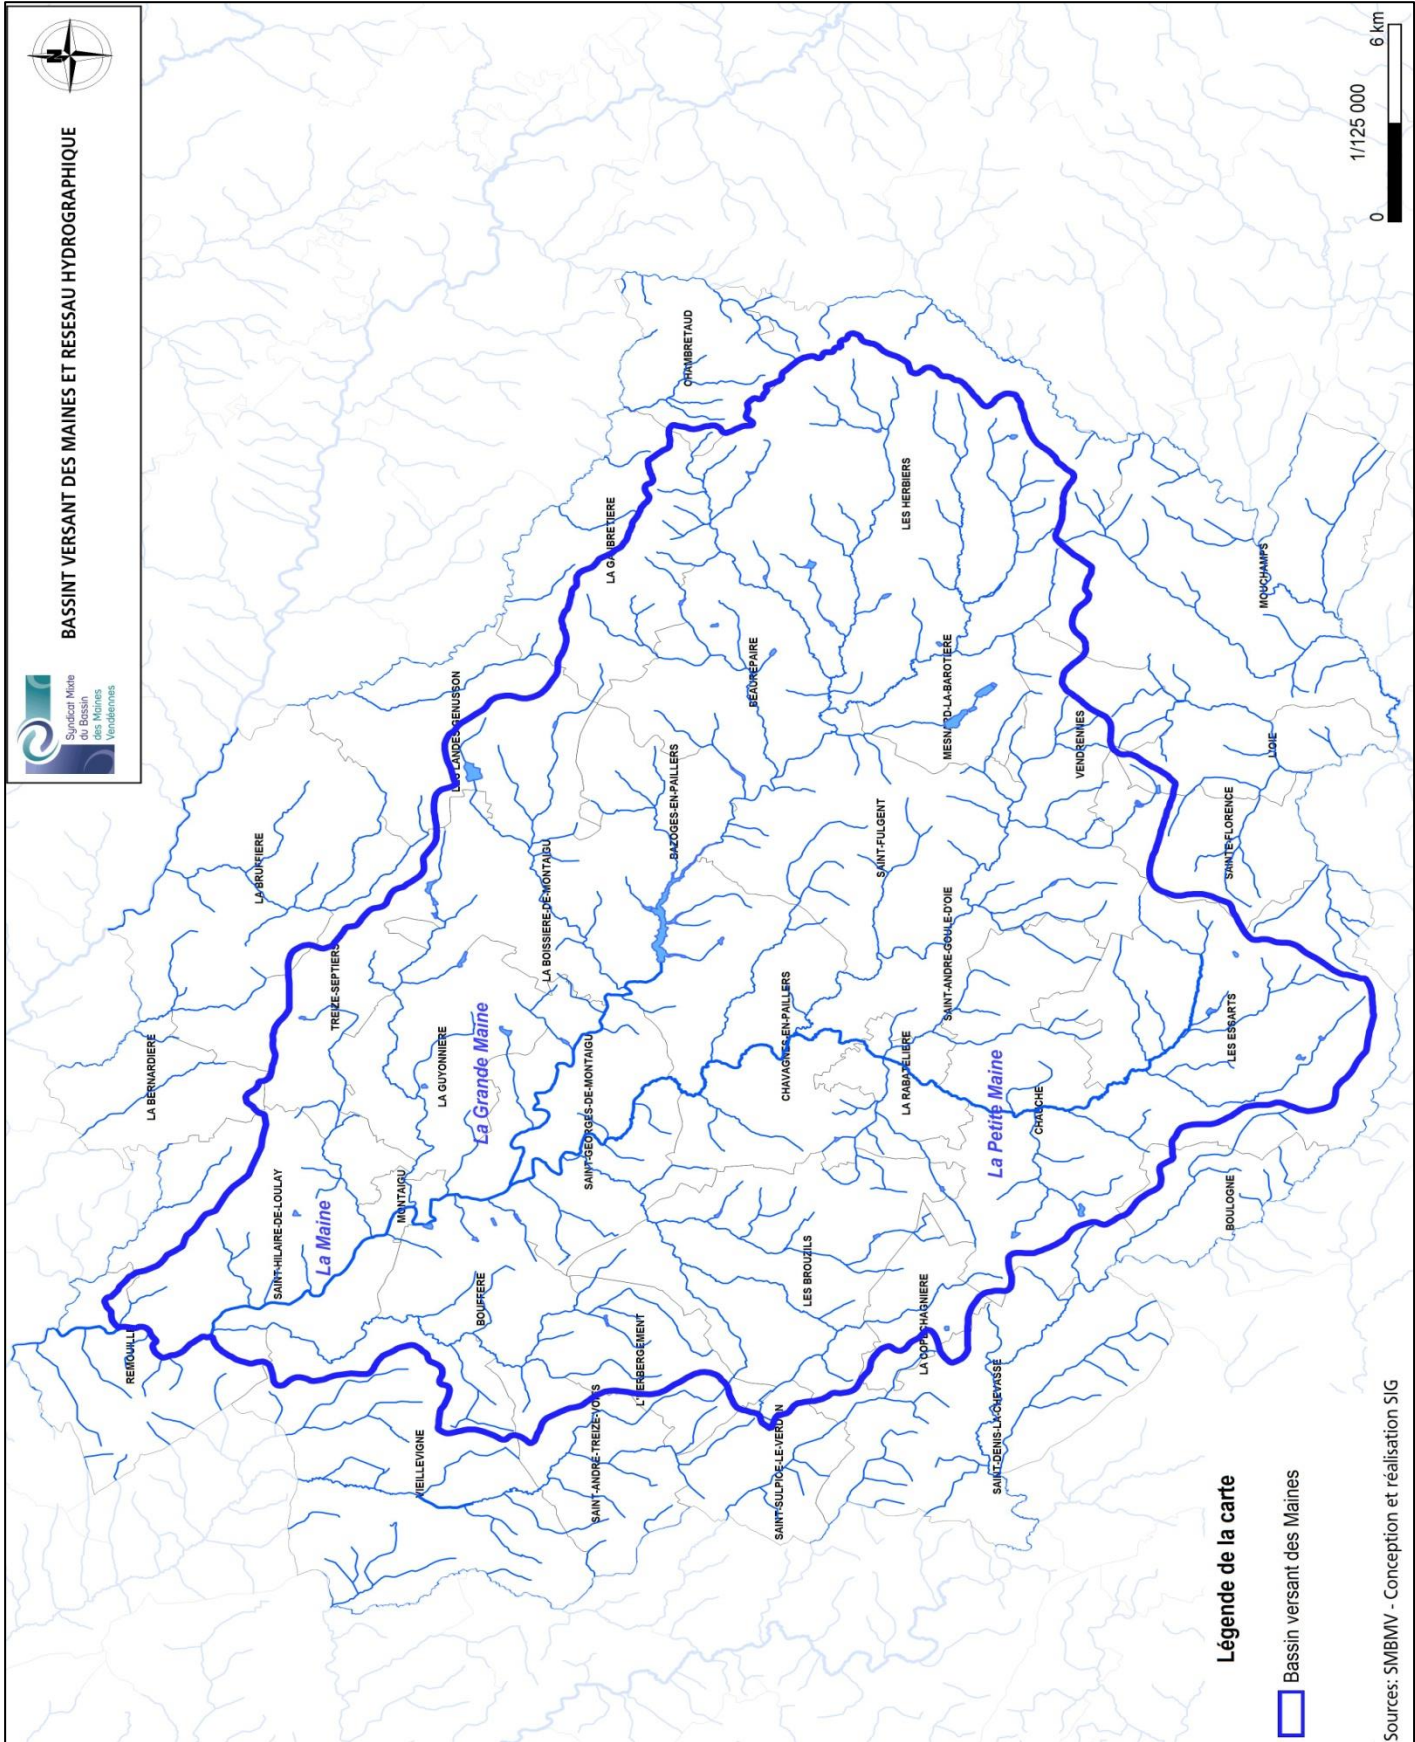 Syndicat Mixte
du Bassin
des Maines
Vendéennes
BASSINT VERSANT DES MAINES ET RESESAU HYDROGRAPHIQUE
N
REMOUILLE
LA BERNARDIERE
LA BRUFFIERE
SAINT-HILAIRE-DE-LOULAY
La Maine
TREIZE-SEPTIERS
MONTAIGU
VIEILLEVIGNE
LA GUYONNIERE
LES LANDES-GENUSSON
La Grande Maine
BOUFFERE
LA BOISSIERE-DE-MONTAIGU
SAINT-GEORGES-DE-MONTAIGU
SAINT-ANDRE-TREIZE-VOIES
LA GAUBRETIERE
L'HERBERGEMENT
BAZOGES-EN-PAILLERS
CHAMBRETAUD
BEAUREPAIRE
SAINT-SULPICE-LE-VERDON
CHAVAGNES-EN-PAILLERS
LES BROUZILS
SAINT-FULGENT
LES HERBIERS
LA RABATELIERE
LA COPECHAGNIERE
MESNARD-LA-BAROTIERE
SAINT-ANDRE-GOULE-D'OIE
La Petite Maine
SAINT-DENIS-LA-CHEVASSE
CHAUCHE
VENDRENNES
SAINTE-FLORENCE
LES ESSARTS
BOULOGNE
MOUCHAMPS
L'OIE
Légende de la carte
Bassin versant des Maines
1/125 000
0 6 km
Sources: SMBMV - Conception et réalisation SIG